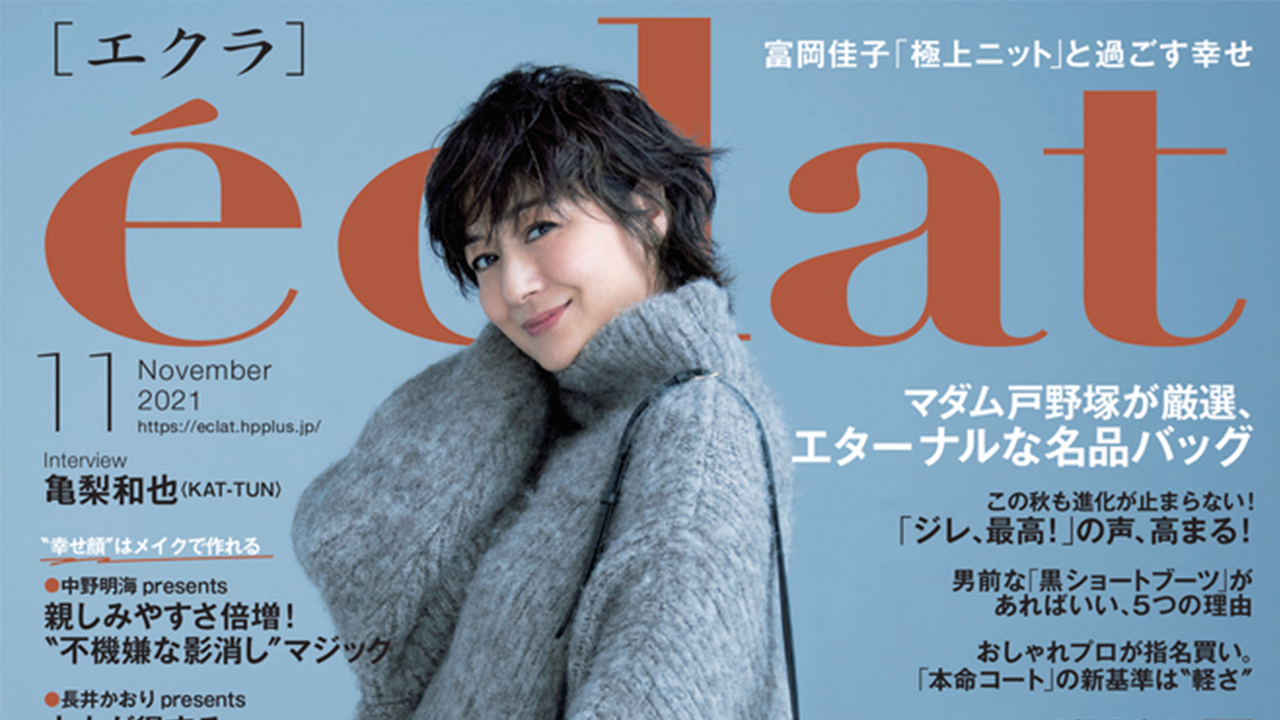 [エクラ]
富岡佳子「極上ニット」と過ごす幸せ
éclat
11 November
2021
https://eclat.hpplus.jp/
Interview
亀梨和也〈KAT-TUN〉
“幸せ顔”はメイクで作れる
●中野明海 presents
親しみやすさ倍増!
“不機嫌な影消し”マジック
●長井かおり presents
マダム戸野塚が厳選、
エターナルな名品バッグ
この秋も進化が止まらない!
「ジレ、最高!」の声、高まる!
男前な「黒ショートブーツ」が
あればいい、5つの理由
おしゃれプロが指名買い。
「本命コート」の新基準は“軽さ”